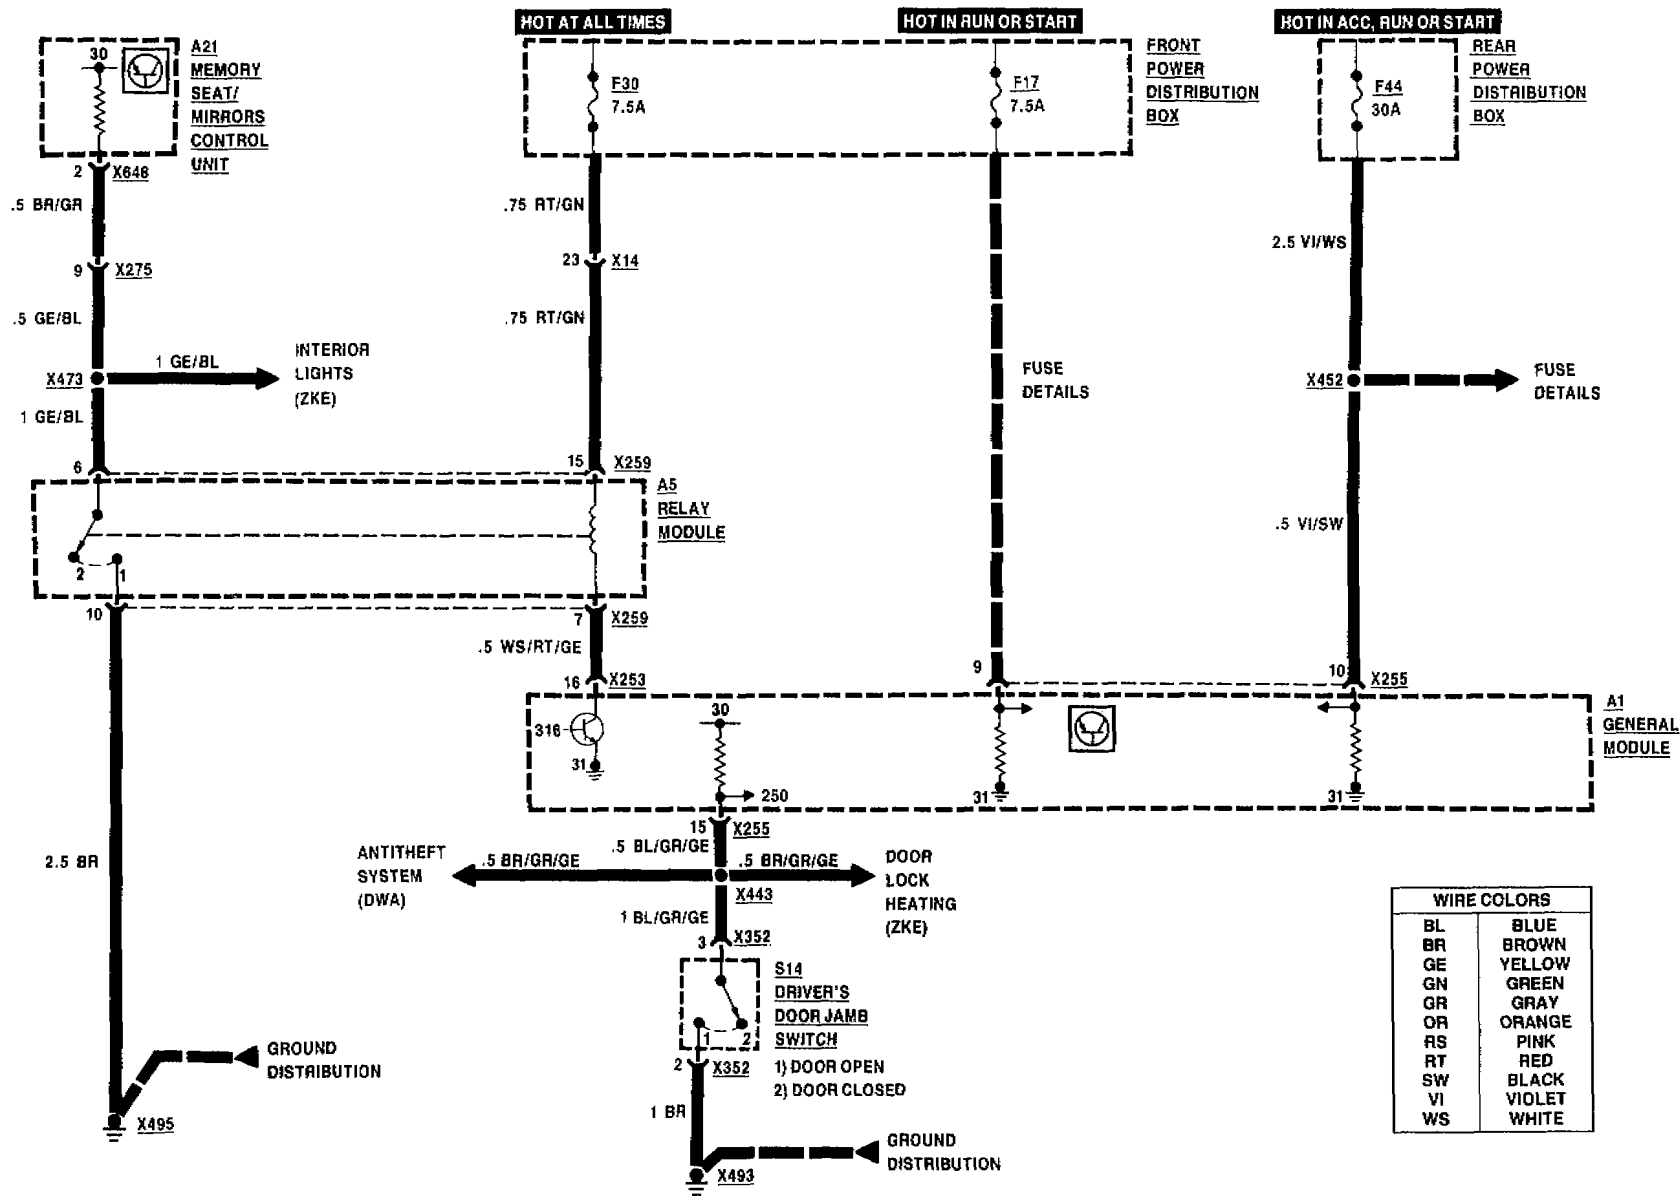 HOT AT ALL TIMES
HOT IN RUN OR START
HOT IN ACC, RUN OR START
30
A21
MEMORY
SEAT/
MIRRORS
CONTROL
UNIT
F30
7.5A
F17
7.5A
FRONT
POWER
DISTRIBUTION
BOX
F44
30A
REAR
POWER
DISTRIBUTION
BOX
2 X648
.5 BR/GR
.75 RT/GN
2.5 VI/WS
9 X275
23 X14
.5 GE/BL
.75 RT/GN
1 GE/BL
INTERIOR
LIGHTS
(ZKE)
X473
FUSE
DETAILS
X452
FUSE
DETAILS
1 GE/BL
6
15 X259
A5
RELAY
MODULE
.5 VI/SW
2
1
10
7 X259
.5 WS/RT/GE
16 X253
9
10 X255
A1
GENERAL
MODULE
316
31
30
250
31
31
15 X255
.5 BL/GR/GE
2.5 BR
ANTITHEFT
SYSTEM
(DWA)
.5 BR/GR/GE
.5 BR/GR/GE
DOOR
LOCK
HEATING
(ZKE)
X443
1 BL/GR/GE
3 X352
S14
DRIVER'S
DOOR JAMB
SWITCH
1
2
2 X352
1) DOOR OPEN
2) DOOR CLOSED
1 BR
GROUND
DISTRIBUTION
X495
GROUND
DISTRIBUTION
X493
WIRE COLORS
BL BLUE
BR BROWN
GE YELLOW
GN GREEN
GR GRAY
OR ORANGE
RS PINK
RT RED
SW BLACK
VI VIOLET
WS WHITE